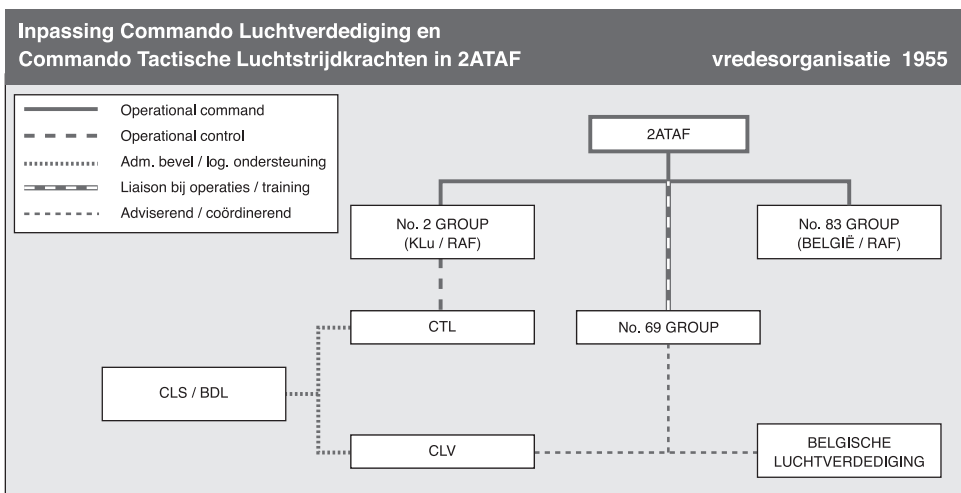 Inpassing Commando Luchtverdediging en
Commando Tactische Luchtstrijdkrachten in 2ATAF
vredesorganisatie 1955
Operational command
Operational control
Adm. bevel / log. ondersteuning
Liaison bij operaties / training
Adviserend / coördinerend
2ATAF
No. 2 GROUP
(KLu / RAF)
No. 83 GROUP
(BELGIË / RAF)
CTL
No. 69 GROUP
CLS / BDL
CLV
BELGISCHE
LUCHTVERDEDIGING